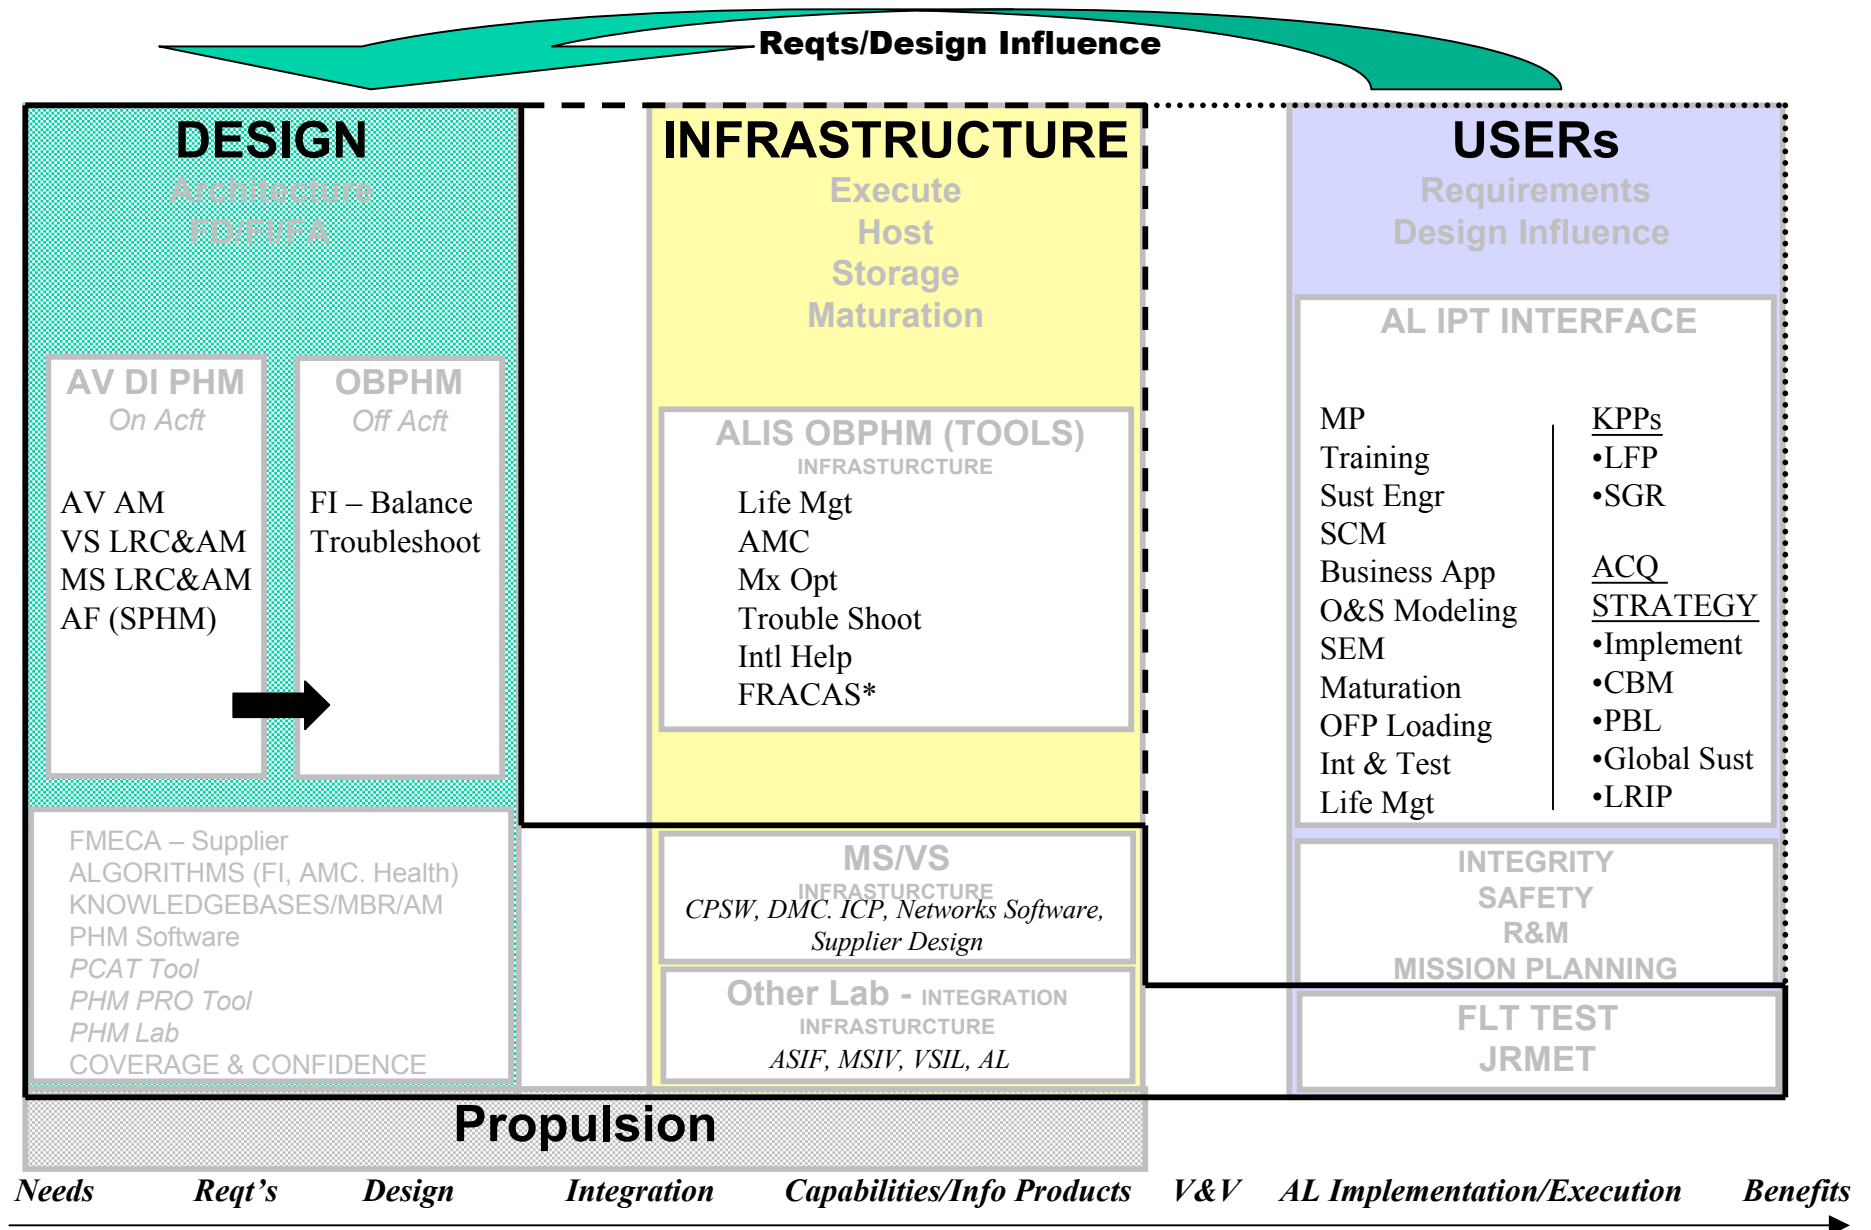 Reqts/Design Influence
DESIGN
Architecture
FD/FI/FA
AV DI PHM
On Acft
AV AM
VS LRC&AM
MS LRC&AM
AF (SPHM)
OBPHM
Off Acft
FI – Balance
Troubleshoot
FMECA – Supplier
ALGORITHMS (FI, AMC. Health)
KNOWLEDGEBASES/MBR/AM
PHM Software
PCAT Tool
PHM PRO Tool
PHM Lab
COVERAGE & CONFIDENCE
INFRASTRUCTURE
Execute
Host
Storage
Maturation
ALIS OBPHM (TOOLS)
INFRASTURCTURE
Life Mgt
AMC
Mx Opt
Trouble Shoot
Intl Help
FRACAS*
MS/VS
INFRASTURCTURE
CPSW, DMC. ICP, Networks Software,
Supplier Design
Other Lab - INTEGRATION
INFRASTURCTURE
ASIF, MSIV, VSIL, AL
USERs
Requirements
Design Influence
AL IPT INTERFACE
MP
Training
Sust Engr
SCM
Business App
O&S Modeling
SEM
Maturation
OFP Loading
Int & Test
Life Mgt
KPPs
•LFP
•SGR
ACQ
STRATEGY
•Implement
•CBM
•PBL
•Global Sust
•LRIP
INTEGRITY
SAFETY
R&M
MISSION PLANNING
FLT TEST
JRMET
Propulsion
Needs Reqt's Design Integration Capabilities/Info Products V&V AL Implementation/Execution Benefits